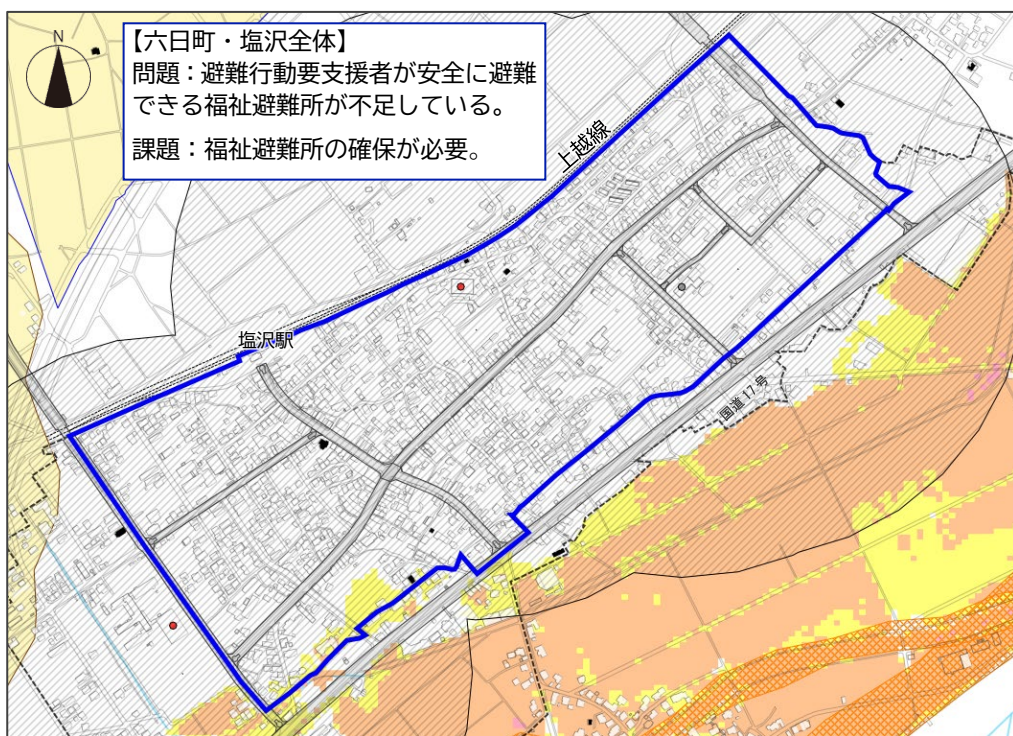 N
【六日町・塩沢全体】
問題：避難行動要支援者が安全に避難
できる福祉避難所が不足している。
課題：福祉避難所の確保が必要。
上越線
塩沢駅
国道17号